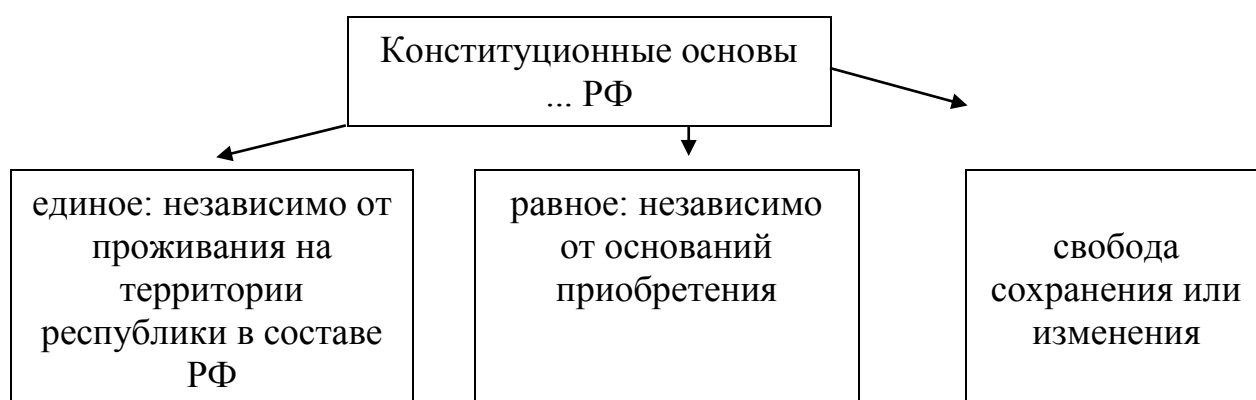 Конституционные основы
... РФ
единое: независимо от
проживания на
территории
республики в составе
РФ
равное: независимо
от оснований
приобретения
свобода
сохранения или
изменения